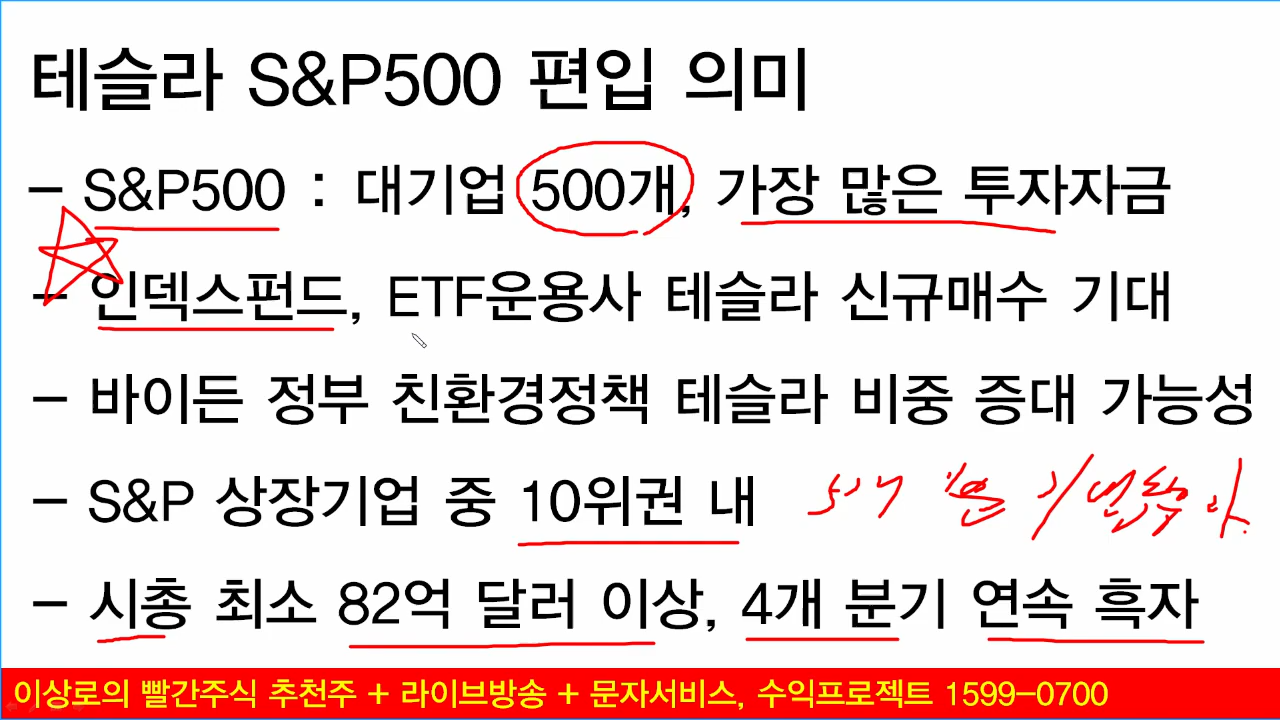 테슬라 S&P500 편입 의미
- S&P500 : 대기업 500개, 가장 많은 투자자금
- 인덱스펀드, ETF운용사 테슬라 신규매수 기대
- 바이든 정부 친환경정책 테슬라 비중 증대 가능성
- S&P 상장기업 중 10위권 내
- 시총 최소 82억 달러 이상, 4개 분기 연속 흑자
이상로의 빨간주식 추천주 + 라이브방송 + 문자서비스, 수익프로젝트 1599-0700